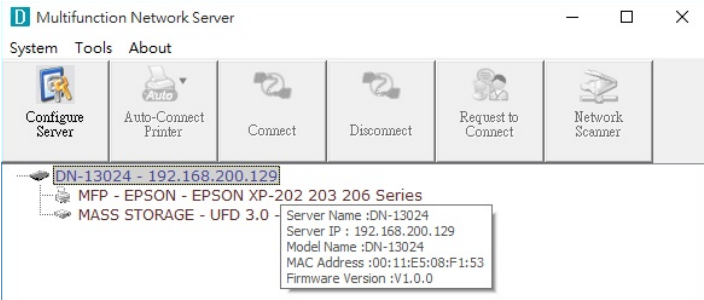 D Multifunction Network Server
System Tools About
Configure Server
Auto
Auto-Connect Printer
Connect
Disconnect
Request to Connect
Network Scanner
DN-13024 - 192.168.200.129
MFP - EPSON - EPSON XP-202 203 206 Series
MASS STORAGE - UFD 3.0 -
Server Name :DN-13024
Server IP : 192.168.200.129
Model Name :DN-13024
MAC Address :00:11:E5:08:F1:53
Firmware Version :V1.0.0